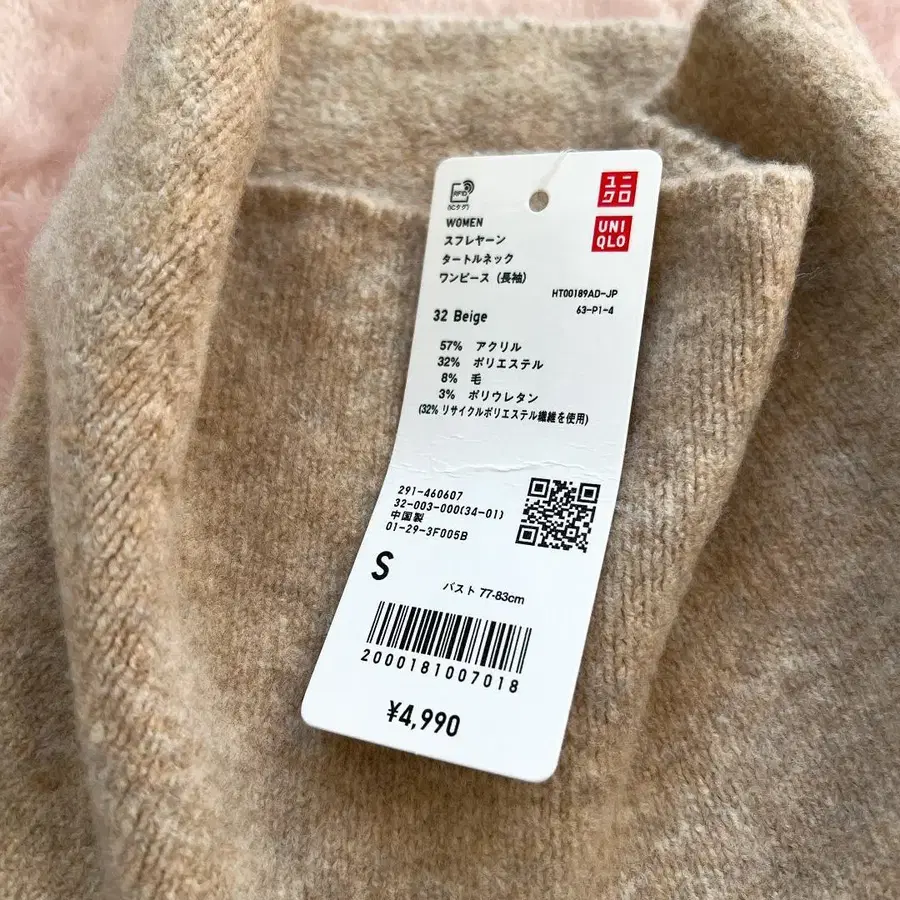 RFID
(ICタグ)
ユニ
クロ
UNI
QLO
WOMEN
スフレヤーン
タートルネック
ワンピース (長袖)
HT00189AD-JP
63-P1-4
32 Beige
57% アクリル
32% ポリエステル
8% 毛
3% ポリウレタン
(32% リサイクルポリエステル繊維を使用)
291-460607
32-003-000(34-01)
中国製
01-29-3F005B
S
バスト 77-83cm
2000181007018
¥4,990